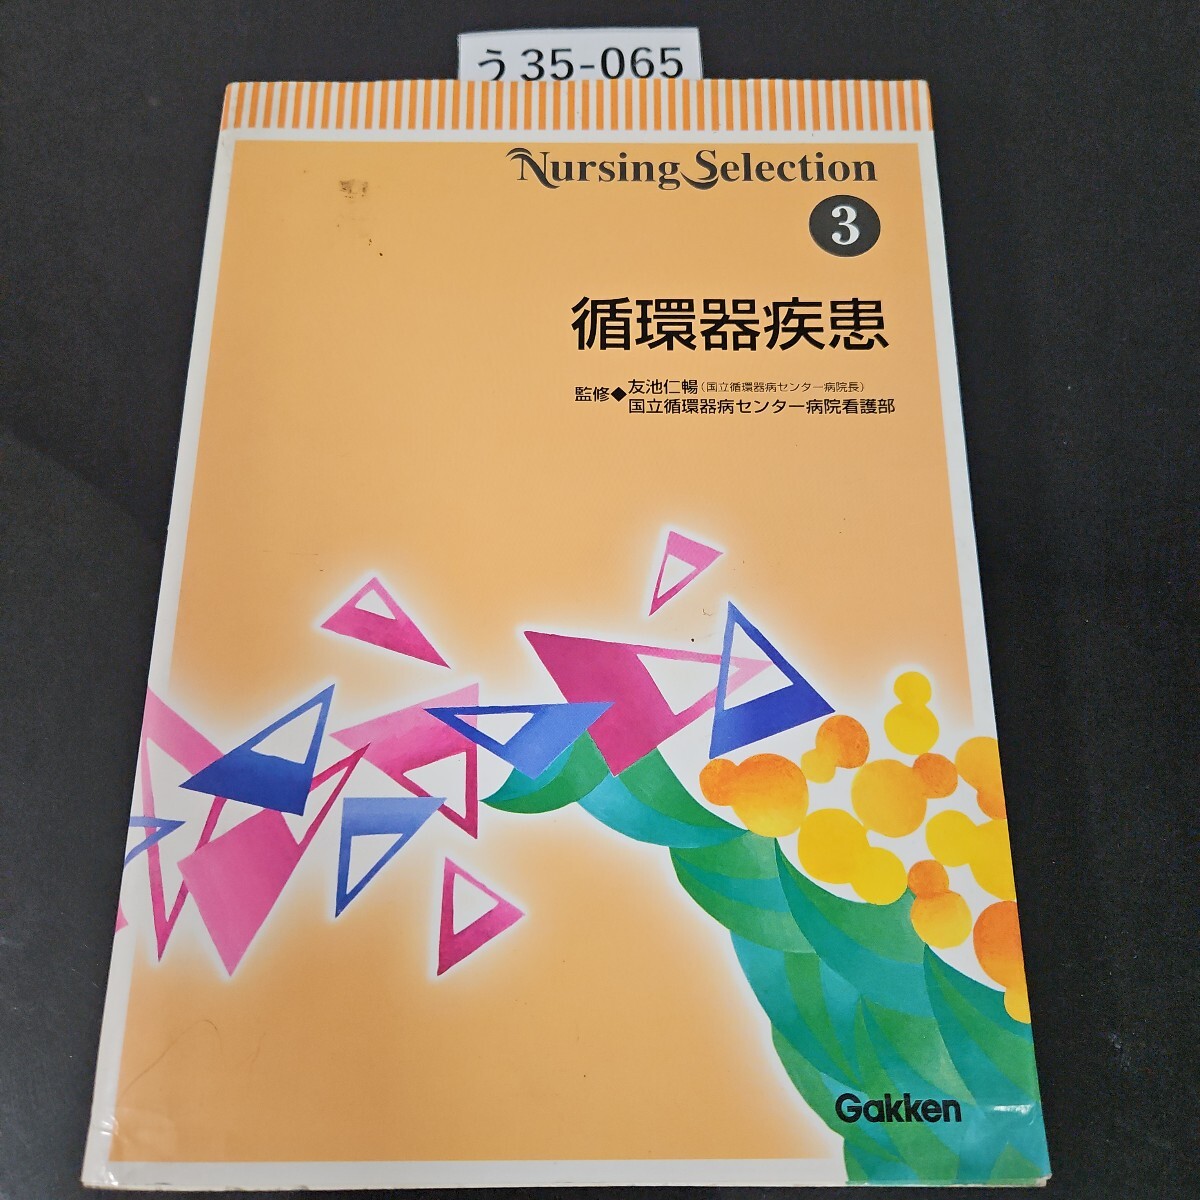 う35-065
Nursing Selection
3
循環器疾患
監修◆友池仁暢(国立循環器病センター病院長)
国立循環器病センター病院看護部
Gakken